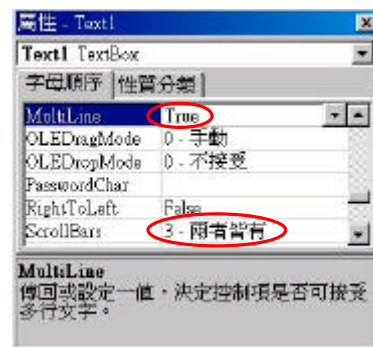 屬性 - Text1
Text1 TextBox
字母順序 性質分類
MultiLine True
OLEDragMode 0 - 手動
OLEDropMode 0 - 不接受
PasswordChar
RightToLeft False
ScrollBars 3 - 兩者皆有
MultiLine
傳回或設定一值，決定控制項是否可接受
多行文字。